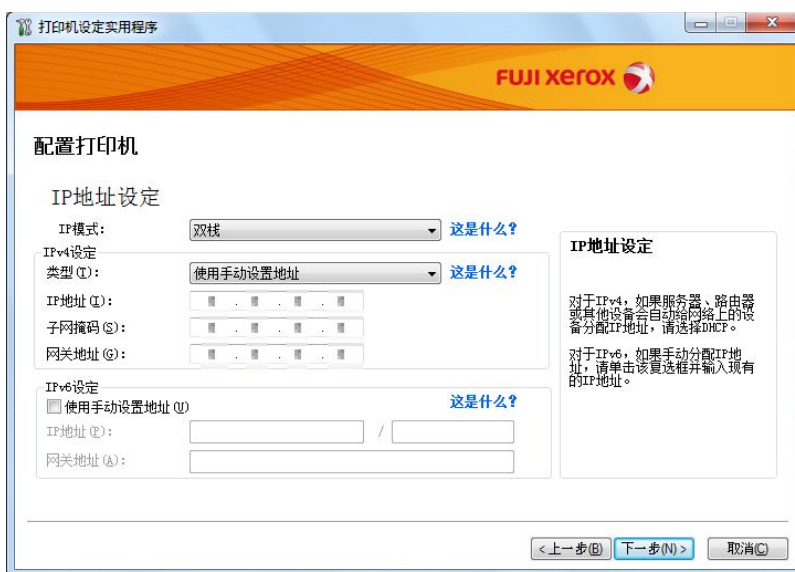 打印机设定实用程序
FUJI xerox
配置打印机
IP地址设定
IP模式:
双栈
这是什么?
IPv4设定
类型(T):
使用手动设置地址
这是什么?
IP地址(I):
子网掩码(S):
网关地址(G):
IPv6设定
使用手动设置地址(U)
这是什么?
IP地址(P):
/
网关地址(A):
IP地址设定
对于IPv4,如果服务器、路由器
或其他设备会自动给网络上的设
备分配IP地址,请选择DHCP。
对于IPv6,如果手动分配IP地
址,请单击该复选框并输入现有
的IP地址。
<上一步(B)
下一步(N)>
取消(C)